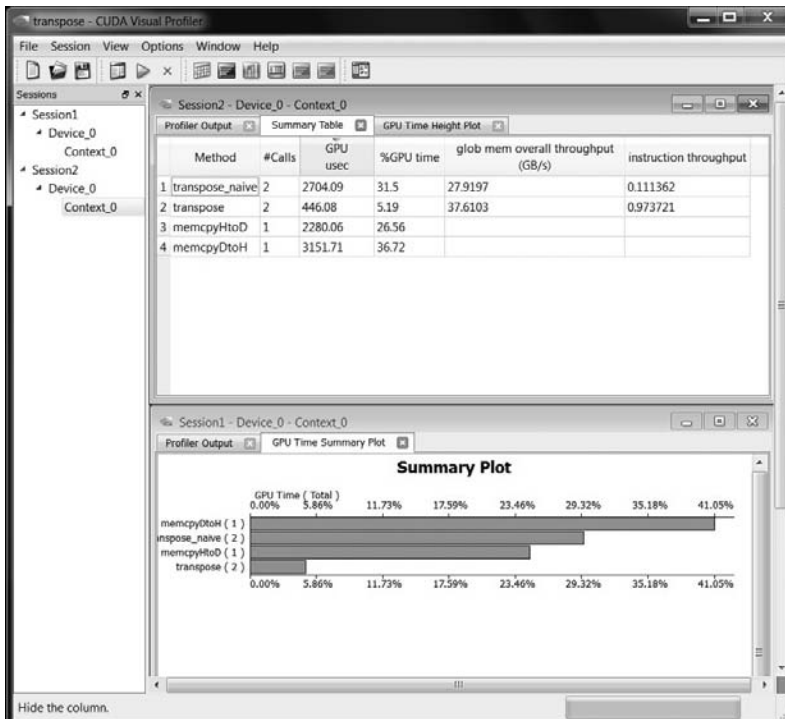 transpose - CUDA Visual Profiler
File Session View Options Window Help
Sessions
Session1
Device_0
Context_0
Session2
Device_0
Context_0
Session2 - Device_0 - Context_0
Profiler Output Summary Table GPU Time Height Plot
Method #Calls GPU usec %GPU time glob mem overall throughput (GB/s) instruction throughput
1 transpose_naive 2 2704.09 31.5 27.9197 0.111362
2 transpose 2 446.08 5.19 37.6103 0.973721
3 memcpyHtoD 1 2280.06 26.56
4 memcpyDtoH 1 3151.71 36.72
Session1 - Device_0 - Context_0
Profiler Output GPU Time Summary Plot
Summary Plot
GPU Time ( Total )
0.00% 5.86% 11.73% 17.59% 23.46% 29.32% 35.18% 41.05%
memcpyDtoH ( 1 )
nspose_naive ( 2 )
memcpyHtoD ( 1 )
transpose ( 2 )
0.00% 5.86% 11.73% 17.59% 23.46% 29.32% 35.18% 41.05%
Hide the column.